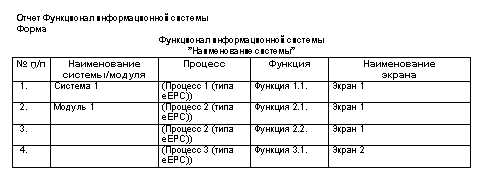 Отчет Функционал информационной системы
Форма
Функционал информационной системы
"Наименование системы"
№ п/п Наименование системы/модуля Процесс Функция Наименование экрана
1. Система 1 (Процесс 1 (типа eEPC)) Функция 1.1. Экран 1
2. Модуль 1 (Процесс 2 (типа eEPC)) Функция 2.1. Экран 1
3. (Процесс 2 (типа eEPC)) Функция 2.2. Экран 1
4. (Процесс 3 (типа eEPC)) Функция 3.1. Экран 2